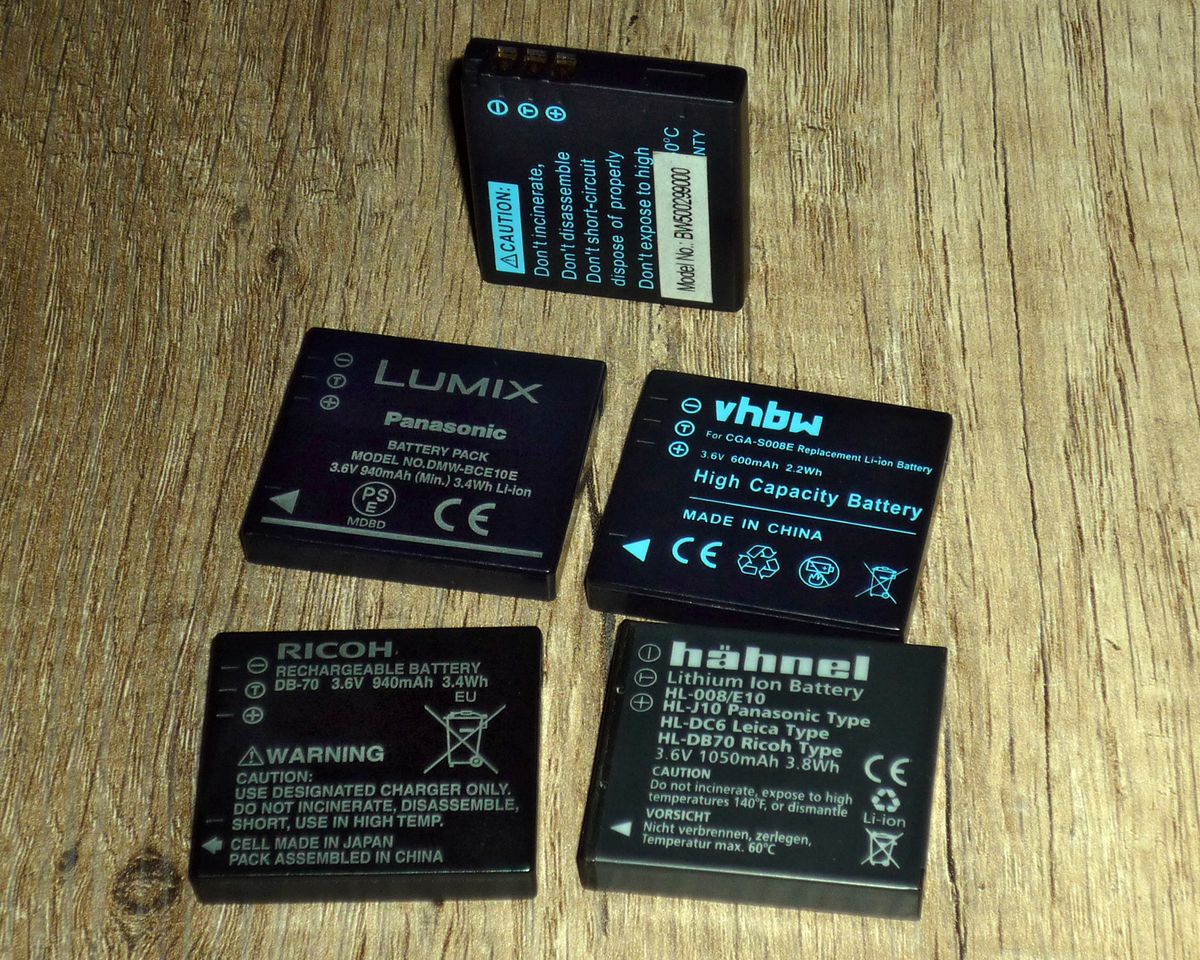 ⚠CAUTION:
Don't incinerate,
Don't disassemble
Don't short-circuit
dispose of properly
Don't expose to high
Model No.: BW500299000
0°C
NTY
T
LUMIX
Panasonic
BATTERY PACK
MODEL NO.DMW-BCE10E
3.6V 940mAh (Min.) 3.4Wh Li-ion
T
PS
E
MDBD
CE
vhbw
For CGA-S008E Replacement Li-ion Battery
3.6V 600mAh 2.2Wh
High Capacity Battery
MADE IN CHINA
T
CE
RICOH
RECHARGEABLE BATTERY
DB-70 3.6V 940mAh 3.4Wh
EU
T
⚠WARNING
CAUTION:
USE DESIGNATED CHARGER ONLY.
DO NOT INCINERATE, DISASSEMBLE,
SHORT, USE IN HIGH TEMP.
CELL MADE IN JAPAN
PACK ASSEMBLED IN CHINA
hähnel
Lithium Ion Battery
HL-008/E10
HL-J10 Panasonic Type
HL-DC6 Leica Type
HL-DB70 Ricoh Type
3.6V 1050mAh 3.8Wh
CAUTION
Do not incinerate, expose to high
temperatures 140°F, or dismantle
VORSICHT
Nicht verbrennen, zerlegen,
Temperatur max. 60°C
CE
Li-ion